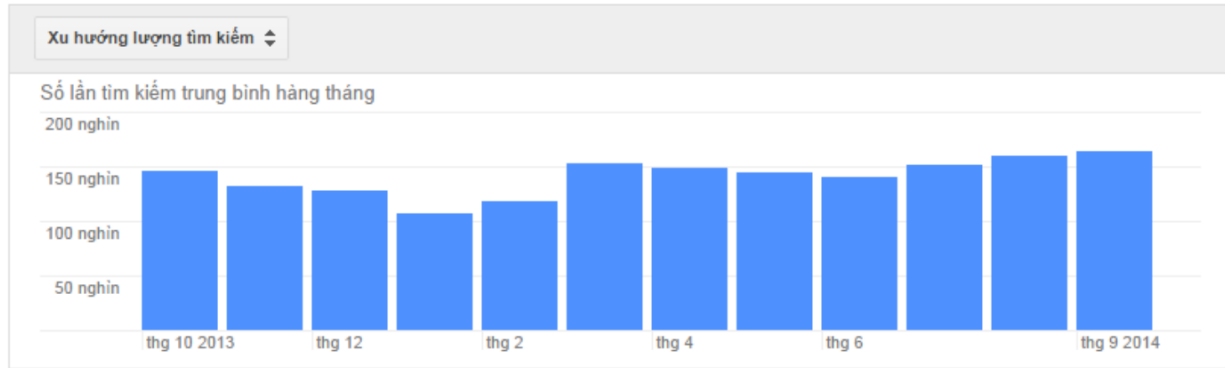 Xu hướng lượng tìm kiếm
Số lần tìm kiếm trung bình hàng tháng
200 nghìn
150 nghìn
100 nghìn
50 nghìn
thg 10 2013 thg 12 thg 2 thg 4 thg 6 thg 9 2014